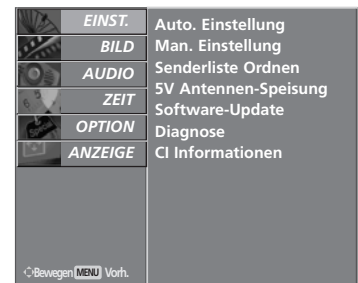 EINST.
BILD
AUDIO
ZEIT
OPTION
ANZEIGE
Auto. Einstellung
Man. Einstellung
Senderliste Ordnen
5V Antennen-Speisung
Software-Update
Diagnose
CI Informationen
Bewegen MENU Vorh.